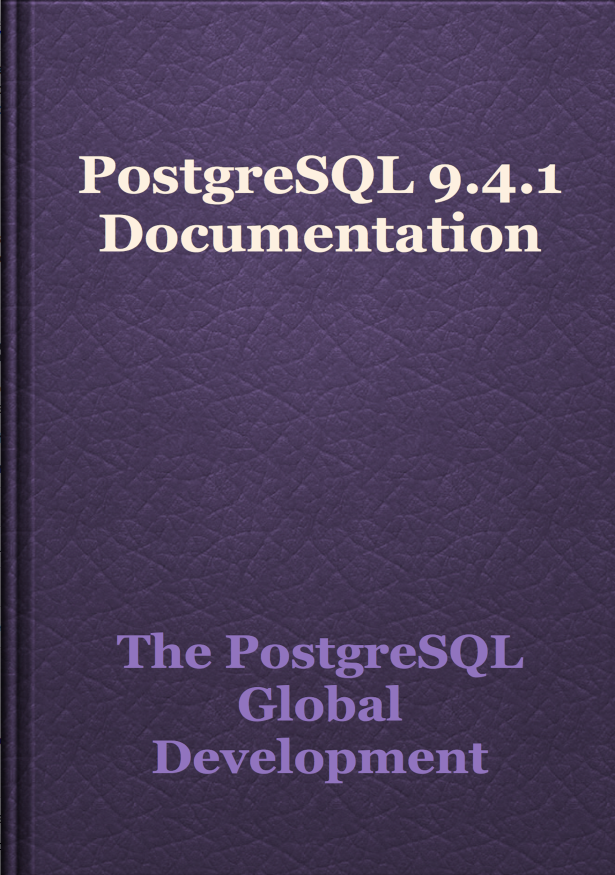 PostgreSQL 9.4.1
Documentation
The PostgreSQL
Global
Development